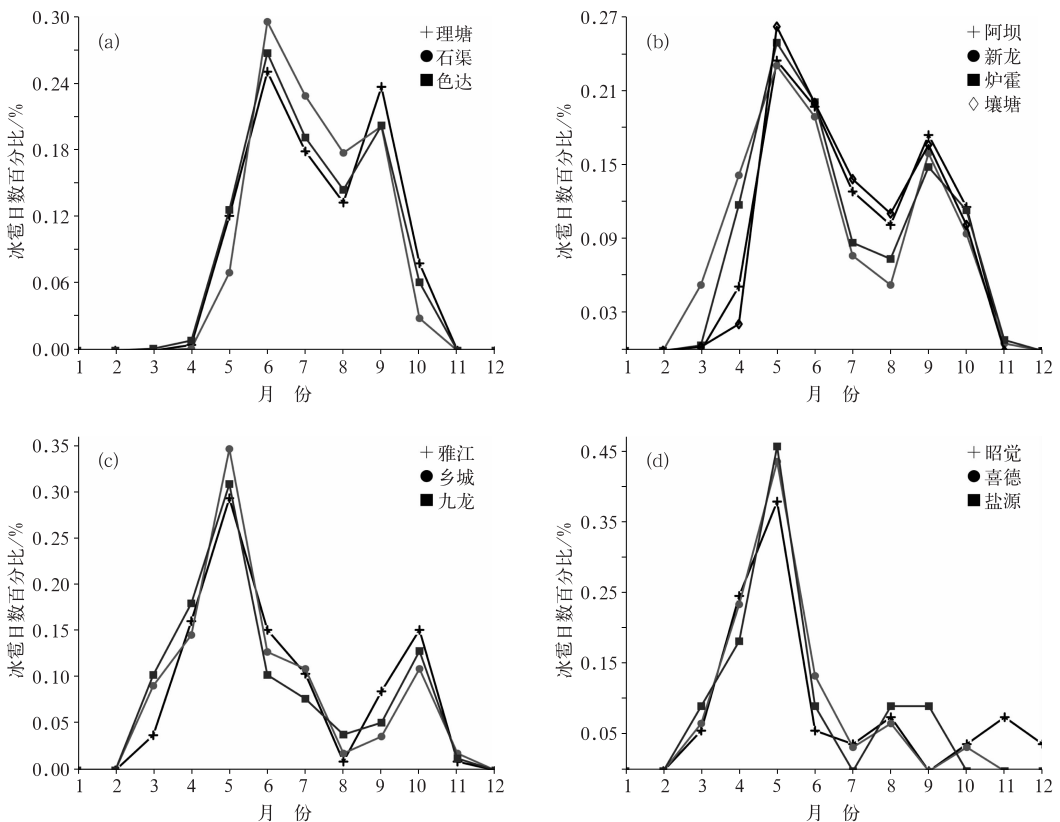 (a)
+理塘
●石渠
■色达
冰雹日数百分比/%
0.30
0.24
0.18
0.12
0.06
0.00
1 2 3 4 5 6 7 8 9 10 11 12
月 份
(b)
+阿坝
●新龙
■炉霍
◇壤塘
冰雹日数百分比/%
0.27
0.21
0.15
0.09
0.03
1 2 3 4 5 6 7 8 9 10 11 12
月 份
(c)
+雅江
●乡城
■九龙
冰雹日数百分比/%
0.35
0.30
0.25
0.20
0.15
0.10
0.05
0.00
1 2 3 4 5 6 7 8 9 10 11 12
月 份
(d)
+昭觉
●喜德
■盐源
冰雹日数百分比/%
0.45
0.35
0.25
0.15
0.05
1 2 3 4 5 6 7 8 9 10 11 12
月 份